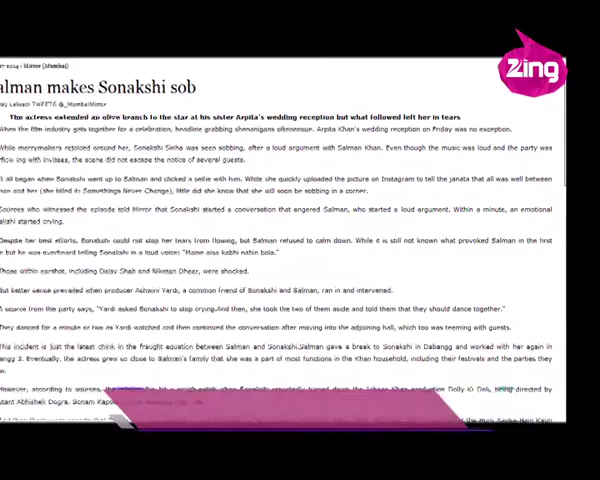 Zing
2014 - Mirror (Mumbai)
alman makes Sonakshi sob
TWEETS @_MumbaiMirror
The actress extended an olive branch to the star at his sister Arpita's wedding reception but what followed left her in tears
When the film industry gets together for a celebration, headline grabbing shenanigans oftenensue. Arpita Khan's wedding reception on Friday was no exception.
While merrymakers rejoiced around her, Sonakshi Sinha was seen sobbing, after a loud argument with Salman Khan. Even though the music was loud and the party was
flowing with invitees, the scene did not escape the notice of several guests.
It all began when Sonakshi went up to Salman and clicked a selfie with him. While she quickly uploaded the picture on Instagram to tell the janata that all was well between
man and her (she titled it: Somethings Never Change), little did she know that she will soon be sobbing in a corner.
Sources who witnessed the episode told Mirror that Sonakshi started a conversation that angered Salman, who started a loud argument. Within a minute, an emotional
akshi started crying.
Despite her best efforts, Sonakshi could not stop her tears from flowing, but Salman refused to calm down. While it is still not known what provoked Salman in the first
e but he was overheard telling Sonakshi in a loud voice: "Maine aisa kabhi nahin bola."
Those within earshot, including Daisy Shah and Niketan Dheer, were shocked.
But better sense prevailed when producer Ashvini Yardi, a common friend of Sonakshi and Salman, ran in and intervened.
A source from the party says, "Yardi asked Sonakshi to stop crying.And then, she took the two of them aside and told them that they should dance together."
They danced for a minute or two as Yardi watched and then continued the conversation after moving into the adjoining hall, which too was teeming with guests.
This incident is just the latest chink in the fraught equation between Salman and Sonakshi.Salman gave a break to Sonakshi in Dabangg and worked with her again in
angg 2. Eventually, the actress grew so close to Salman's family that she was a part of most functions in the Khan household, including their festivals and the parties they
w.
However, according to sources, the hit a rough patch when Sonakshi reportedly turned down the Arbaaz Khan production Dolly Ki Doli, being directed by
utant Abhishek Dogra. Sonam Kapoor